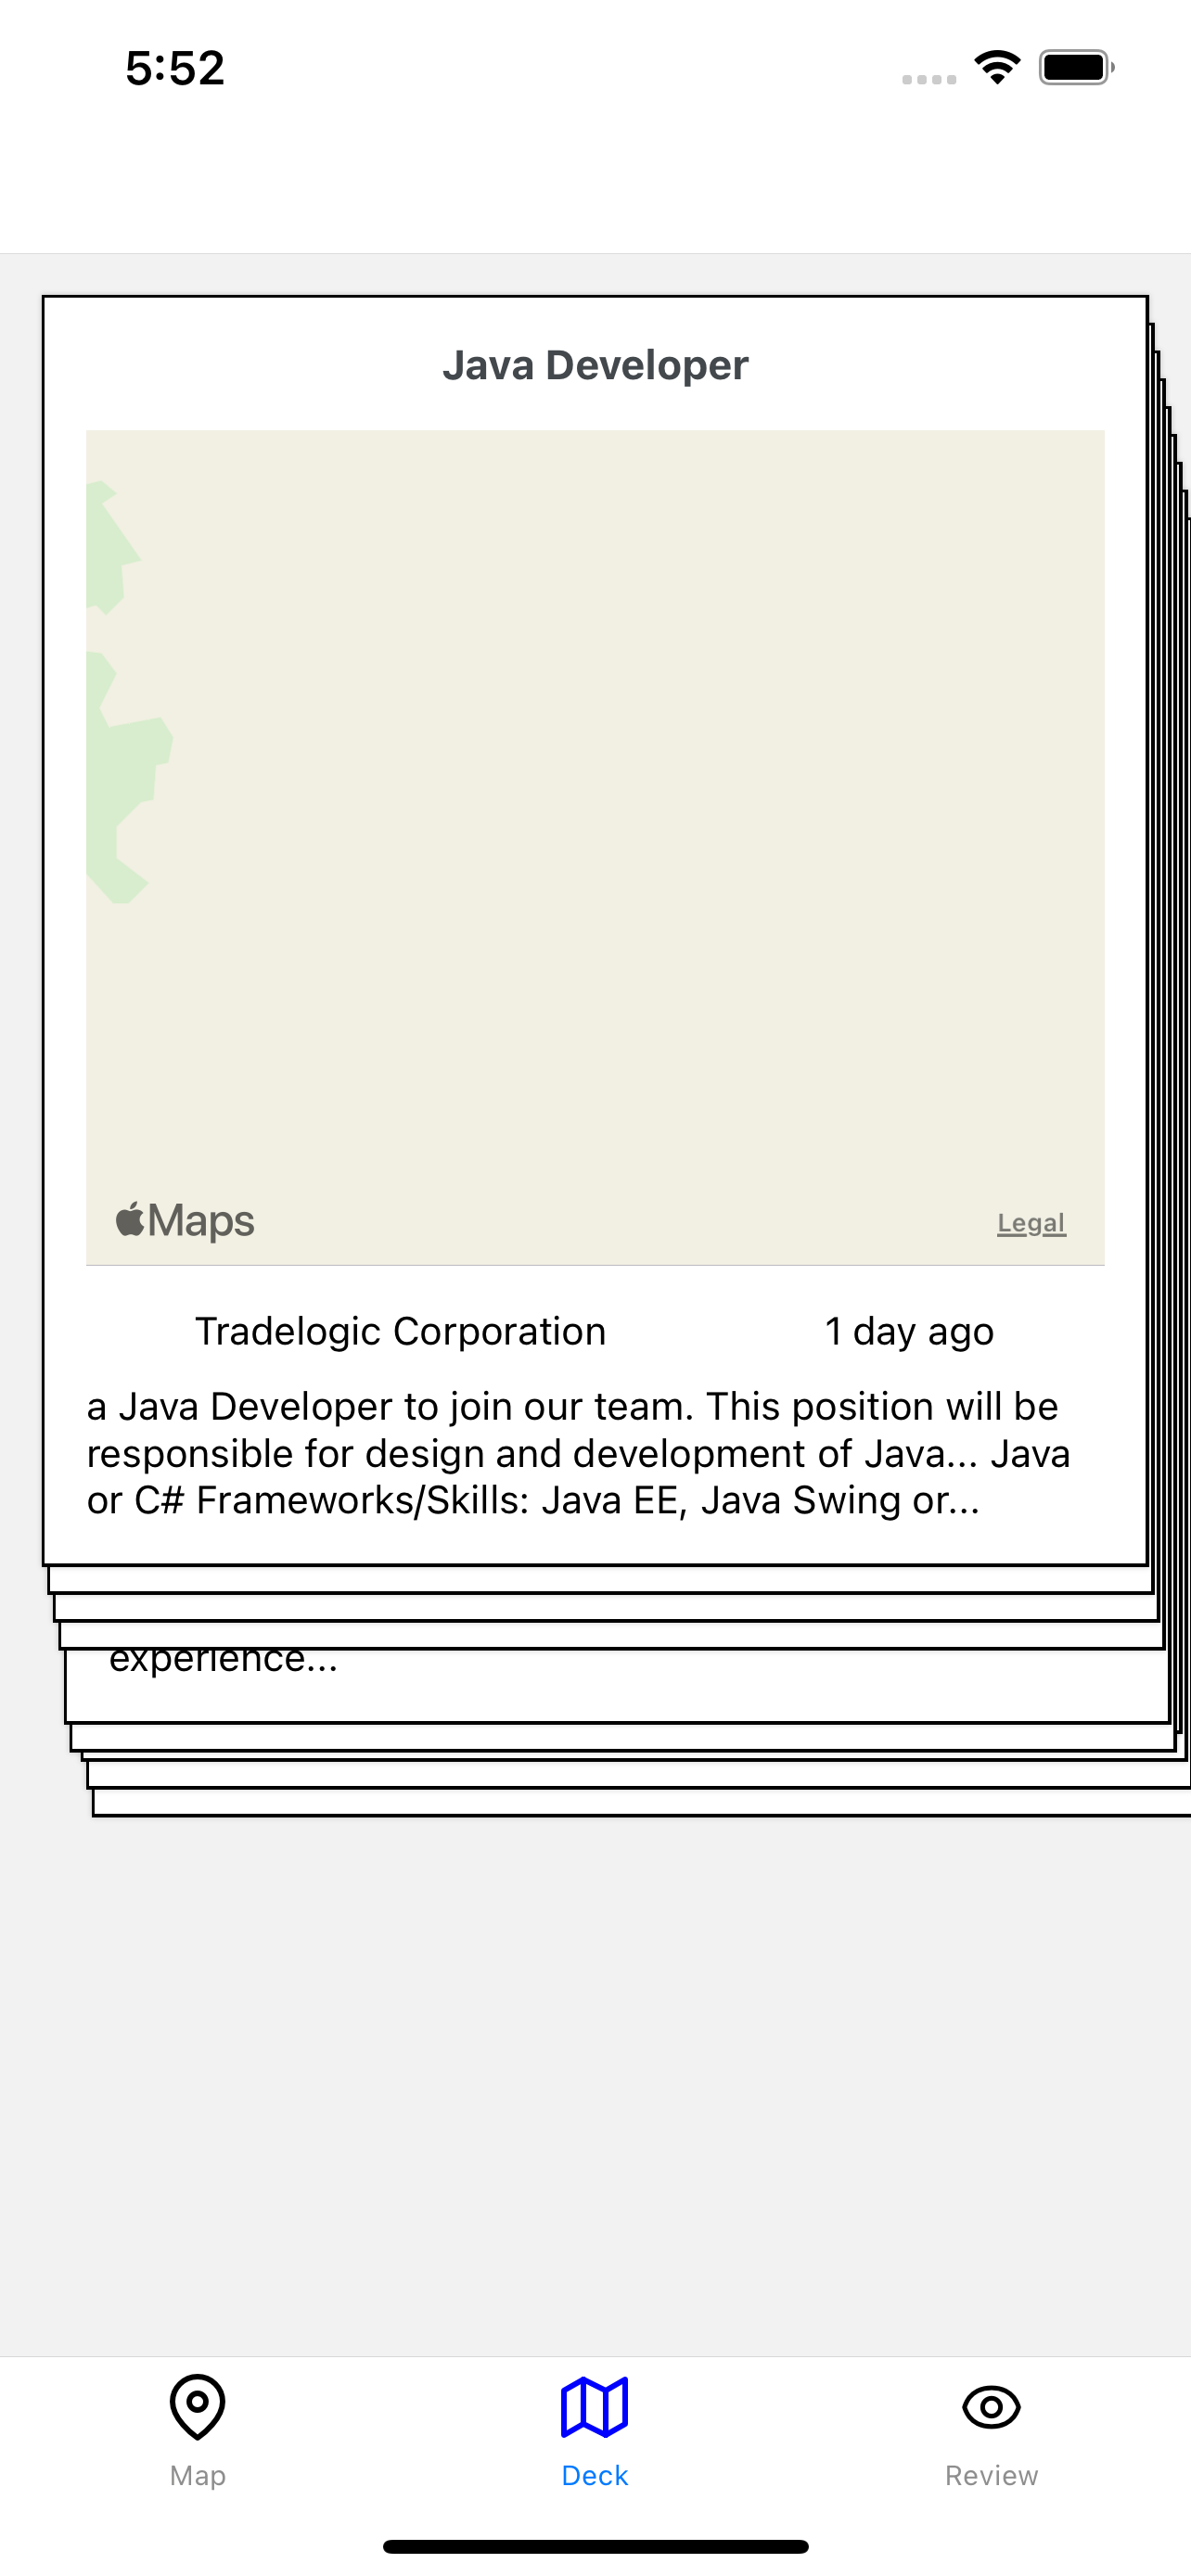 5:52
Java Developer
Maps
Legal
Tradelogic Corporation
1 day ago
a Java Developer to join our team. This position will be
responsible for design and development of Java... Java
or C# Frameworks/Skills: Java EE, Java Swing or...
experience...
Map
Deck
Review